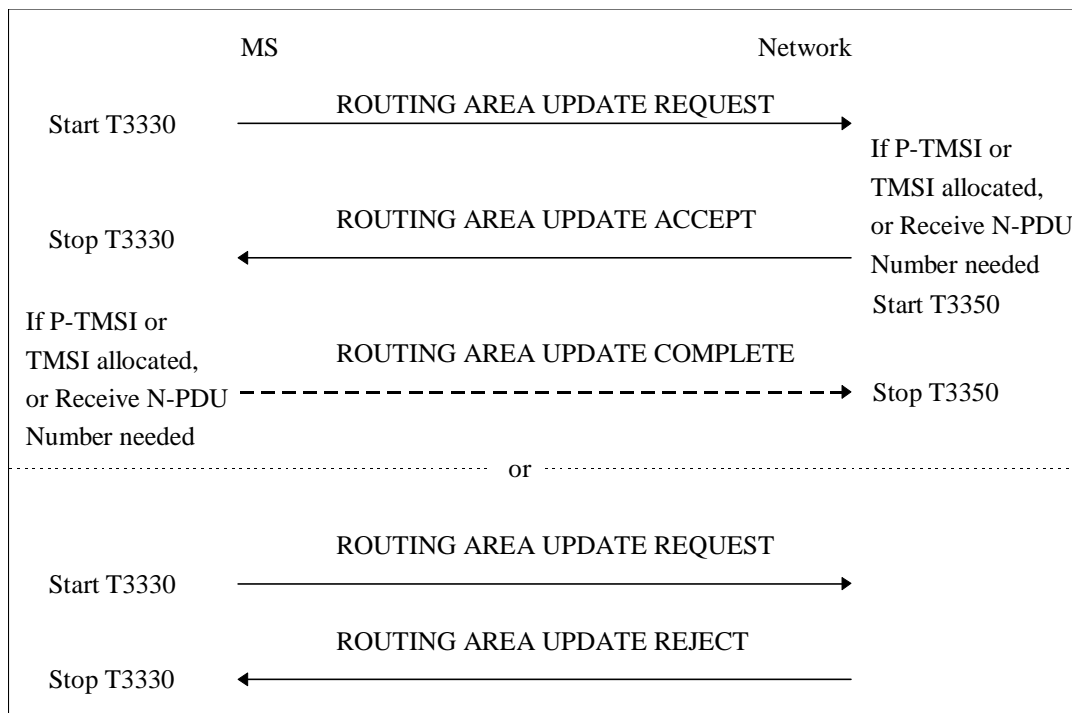 MS Network
ROUTING AREA UPDATE REQUEST
Start T3330
If P-TMSI or
TMSI allocated,
or Receive N-PDU
Number needed
Start T3350
ROUTING AREA UPDATE ACCEPT
Stop T3330
If P-TMSI or
TMSI allocated,
or Receive N-PDU
Number needed
ROUTING AREA UPDATE COMPLETE
Stop T3350
or
ROUTING AREA UPDATE REQUEST
Start T3330
ROUTING AREA UPDATE REJECT
Stop T3330